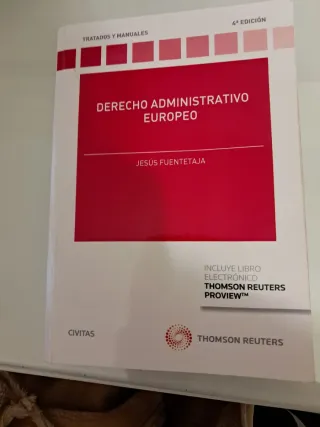 TRATADOS Y MANUALES
4ª EDICIÓN
DERECHO ADMINISTRATIVO
EUROPEO
JESÚS FUENTETAJA
INCLUYE LIBRO
ELECTRÓNICO
THOMSON REUTERS
PROVIEW™
CIVITAS
THOMSON REUTERS